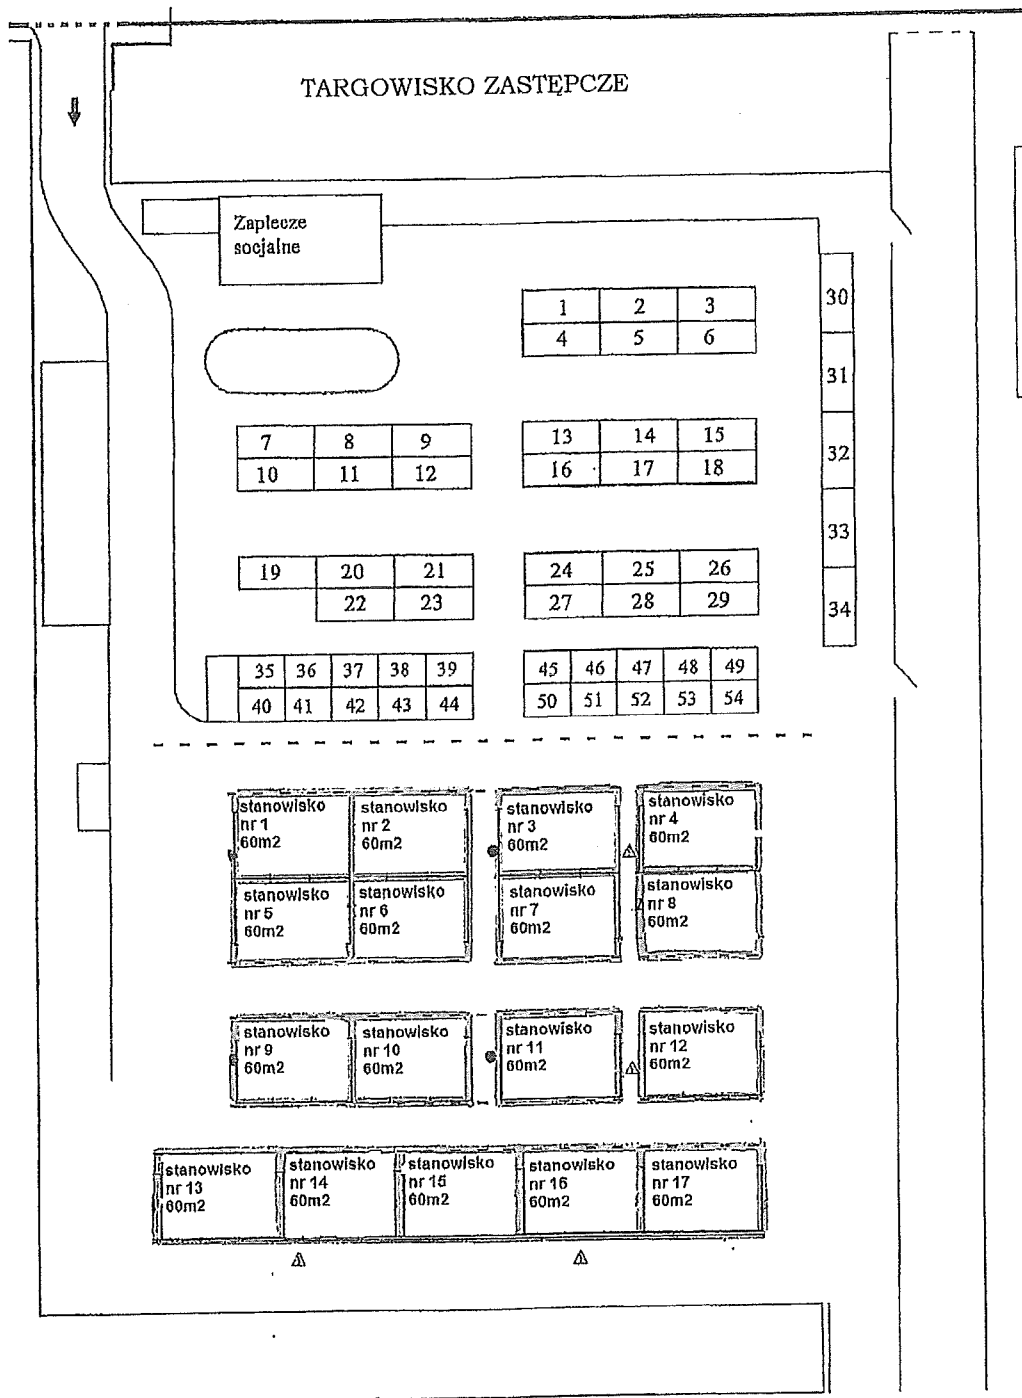 TARGOWISKO ZASTĘPCZE
Zaplecze
socjalne
1 2 3
4 5 6
30
31
32
33
34
7 8 9
10 11 12
13 14 15
16 17 18
19 20 21
22 23
24 25 26
27 28 29
35 36 37 38 39
40 41 42 43 44
45 46 47 48 49
50 51 52 53 54
stanowisko
nr 1
60m2
stanowisko
nr 2
60m2
stanowisko
nr 3
60m2
stanowisko
nr 4
60m2
stanowisko
nr 5
60m2
stanowisko
nr 6
60m2
stanowisko
nr 7
60m2
stanowisko
nr 8
60m2
stanowisko
nr 9
60m2
stanowisko
nr 10
60m2
stanowisko
nr 11
60m2
stanowisko
nr 12
60m2
stanowisko
nr 13
60m2
stanowisko
nr 14
60m2
stanowisko
nr 15
60m2
stanowisko
nr 16
60m2
stanowisko
nr 17
60m2